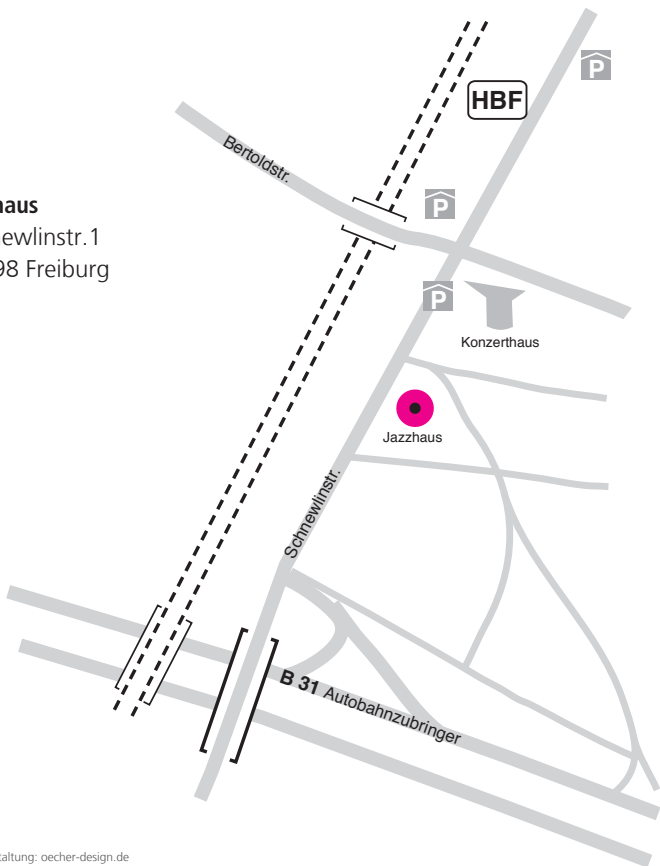 HBF
P
Bertoldstr.
P
haus
ewlinstr.1
98 Freiburg
P
Konzerthaus
Jazzhaus
Schnewlinstr.
B 31 Autobahnzubringer
taltung: oecher-design.de